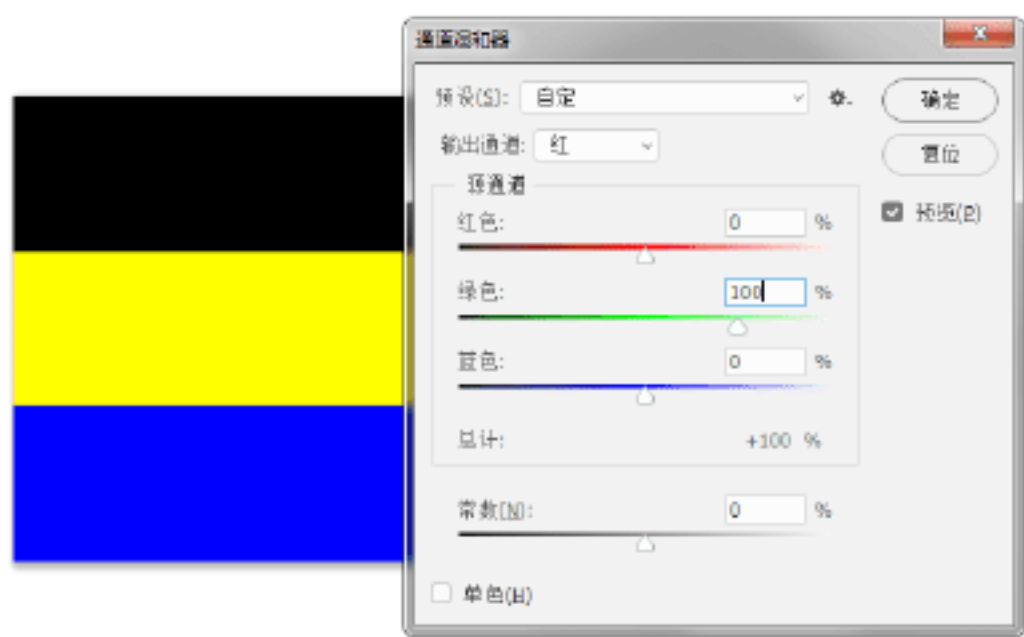 通道混和器
预设(S): 自定
确定
输出通道: 红
复位
源通道
预览(P)
红色: 0 %
绿色: 100 %
蓝色: 0 %
总计: +100 %
常数(N): 0 %
单色(H)